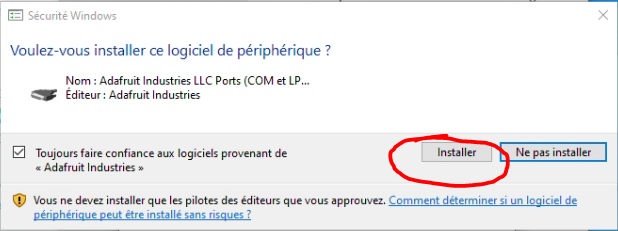 Sécurité Windows
Voulez-vous installer ce logiciel de périphérique ?
Nom : Adafruit Industries LLC Ports (COM et LP...
Éditeur : Adafruit Industries
Toujours faire confiance aux logiciels provenant de
« Adafruit Industries »
Installer
Ne pas installer
Vous ne devez installer que les pilotes des éditeurs que vous approuvez. Comment déterminer si un logiciel de
périphérique peut être installé sans risques ?